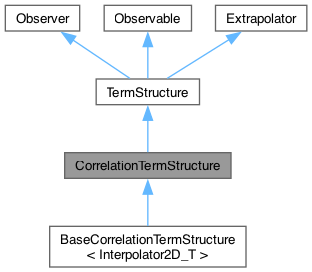 Observer
Observable
Extrapolator
TermStructure
CorrelationTermStructure
BaseCorrelationTermStructure
< Interpolator2D_T >